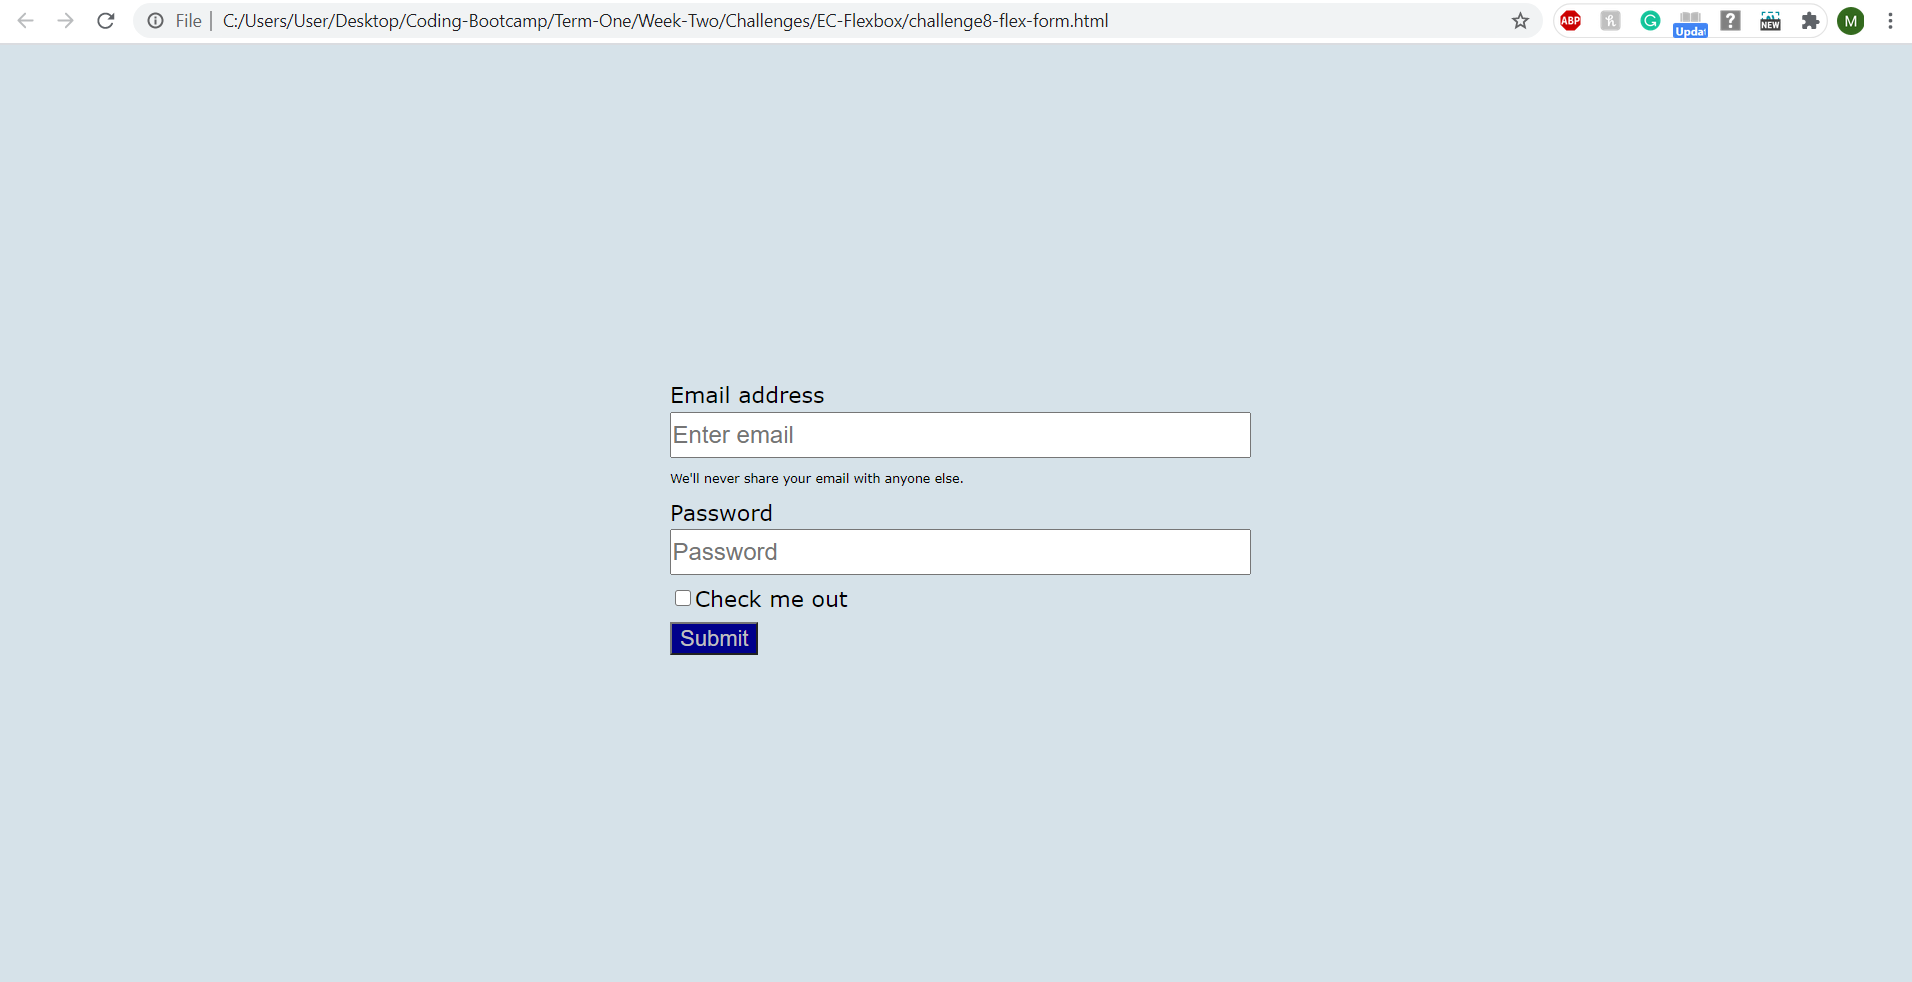 File | C:/Users/User/Desktop/Coding-Bootcamp/Term-One/Week-Two/Challenges/EC-Flexbox/challenge8-flex-form.html
ABP
Updat
?
NEW
M
Email address
Enter email
We'll never share your email with anyone else.
Password
Password
Check me out
Submit